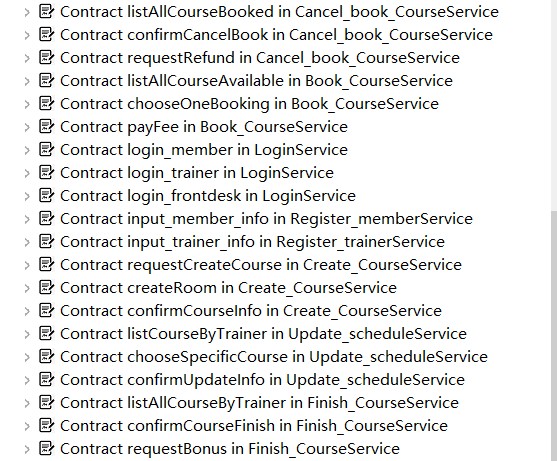 Contract listAllCourseBooked in Cancel_book_CourseService
Contract confirmCancelBook in Cancel_book_CourseService
Contract requestRefund in Cancel_book_CourseService
Contract listAllCourseAvailable in Book_CourseService
Contract chooseOneBooking in Book_CourseService
Contract payFee in Book_CourseService
Contract login_member in LoginService
Contract login_trainer in LoginService
Contract login_frontdesk in LoginService
Contract input_member_info in Register_memberService
Contract input_trainer_info in Register_trainerService
Contract requestCreateCourse in Create_CourseService
Contract createRoom in Create_CourseService
Contract confirmCourseInfo in Create_CourseService
Contract listCourseByTrainer in Update_scheduleService
Contract chooseSpecificCourse in Update_scheduleService
Contract confirmUpdateInfo in Update_scheduleService
Contract listAllCourseByTrainer in Finish_CourseService
Contract confirmCourseFinish in Finish_CourseService
Contract requestBonus in Finish_CourseService